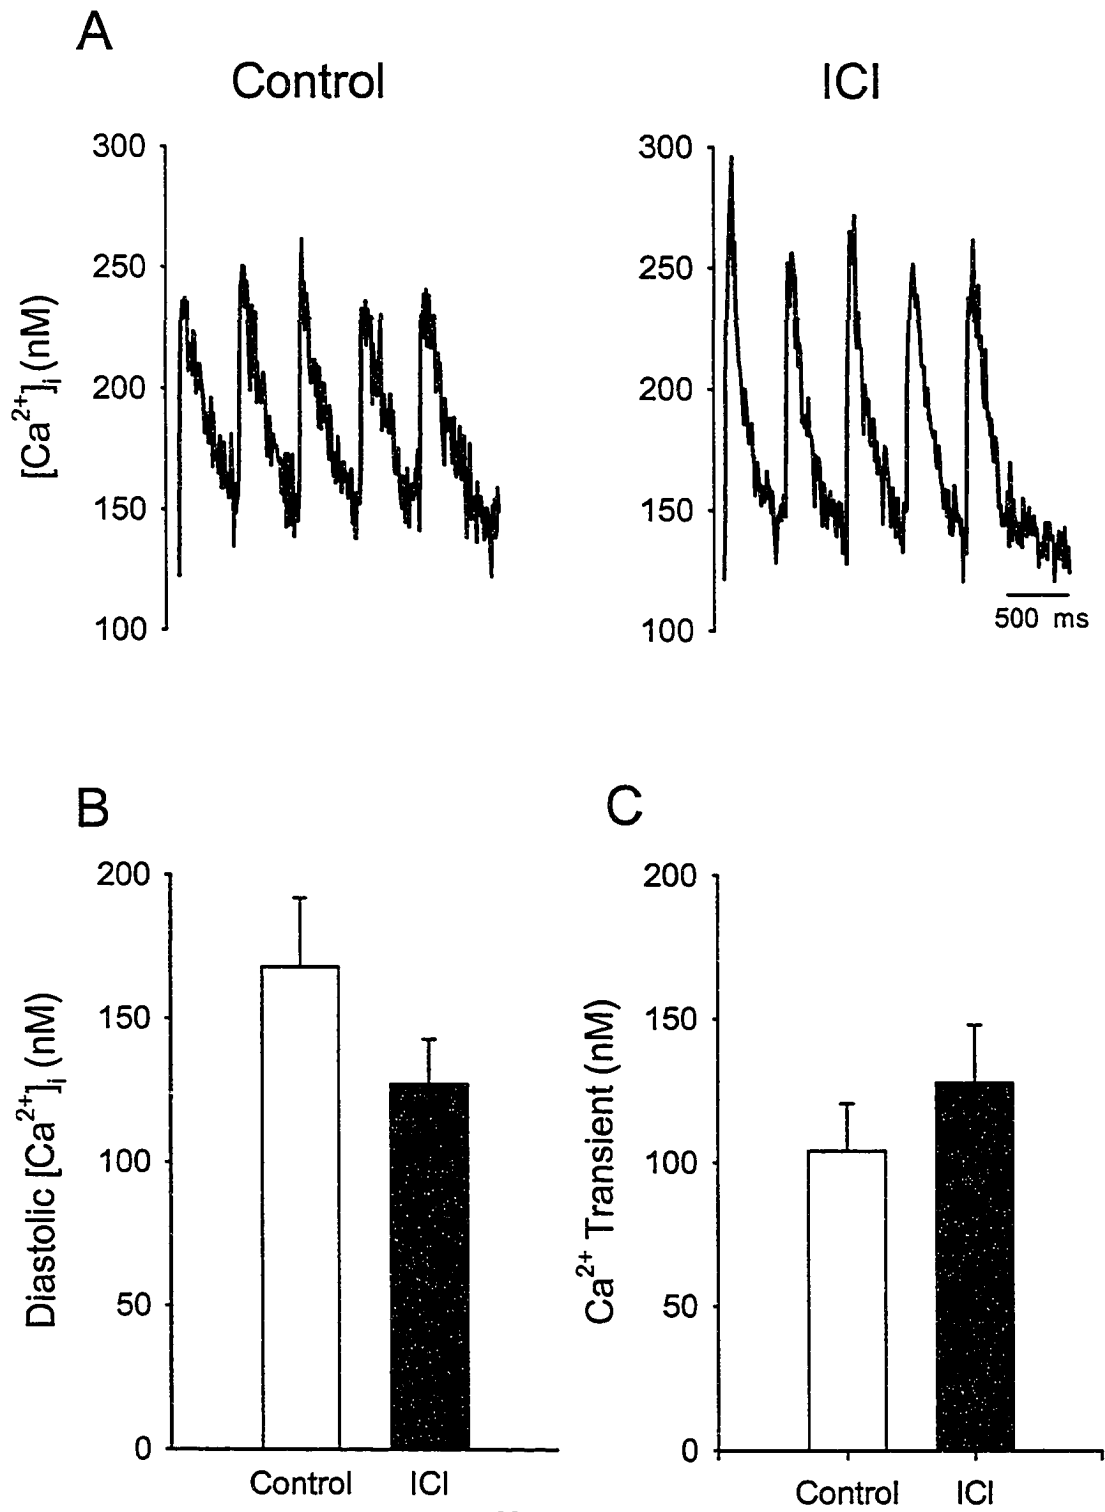 A
Control
ICI
[Ca²⁺]ᵢ (nM)
300
250
200
150
100
300
250
200
150
100
500 ms
B
Diastolic [Ca²⁺]ᵢ (nM)
200
150
100
50
0
Control
ICI
C
Ca²⁺ Transient (nM)
200
150
100
50
0
Control
ICI